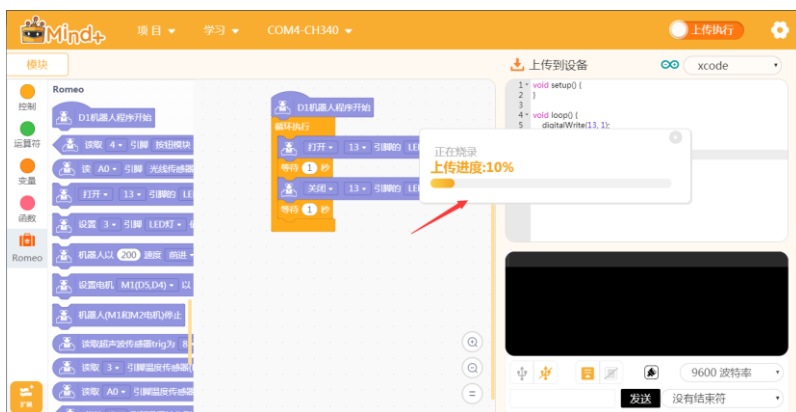 Mind+
项目
学习
COM4-CH340
上传执行
模块
上传到设备
xcode
控制
运算符
变量
函数
Romeo
扩展
Romeo
D1机器人程序开始
读取 4 引脚 按钮模块
读 A0 引脚 光线传感器
打开 13 引脚的 LE
设置 3 引脚 LED灯
机器人以 200 速度 前进
设置电机 M1(D5,D4) 以
机器人(M1和M2电机)停止
读取超声波传感器trig为 8
读取 3 引脚温度传感器
读取 A0 引脚温度传感器
D1机器人程序开始
循环执行
打开 13 引脚的 LE
等待 1 秒
关闭 13 引脚的 LE
等待 1 秒
1 void setup() {
2 }
3
4 void loop() {
5 digitalWrite(13, 1);
正在烧录
上传进度:10%
9600 波特率
发送
没有结束符